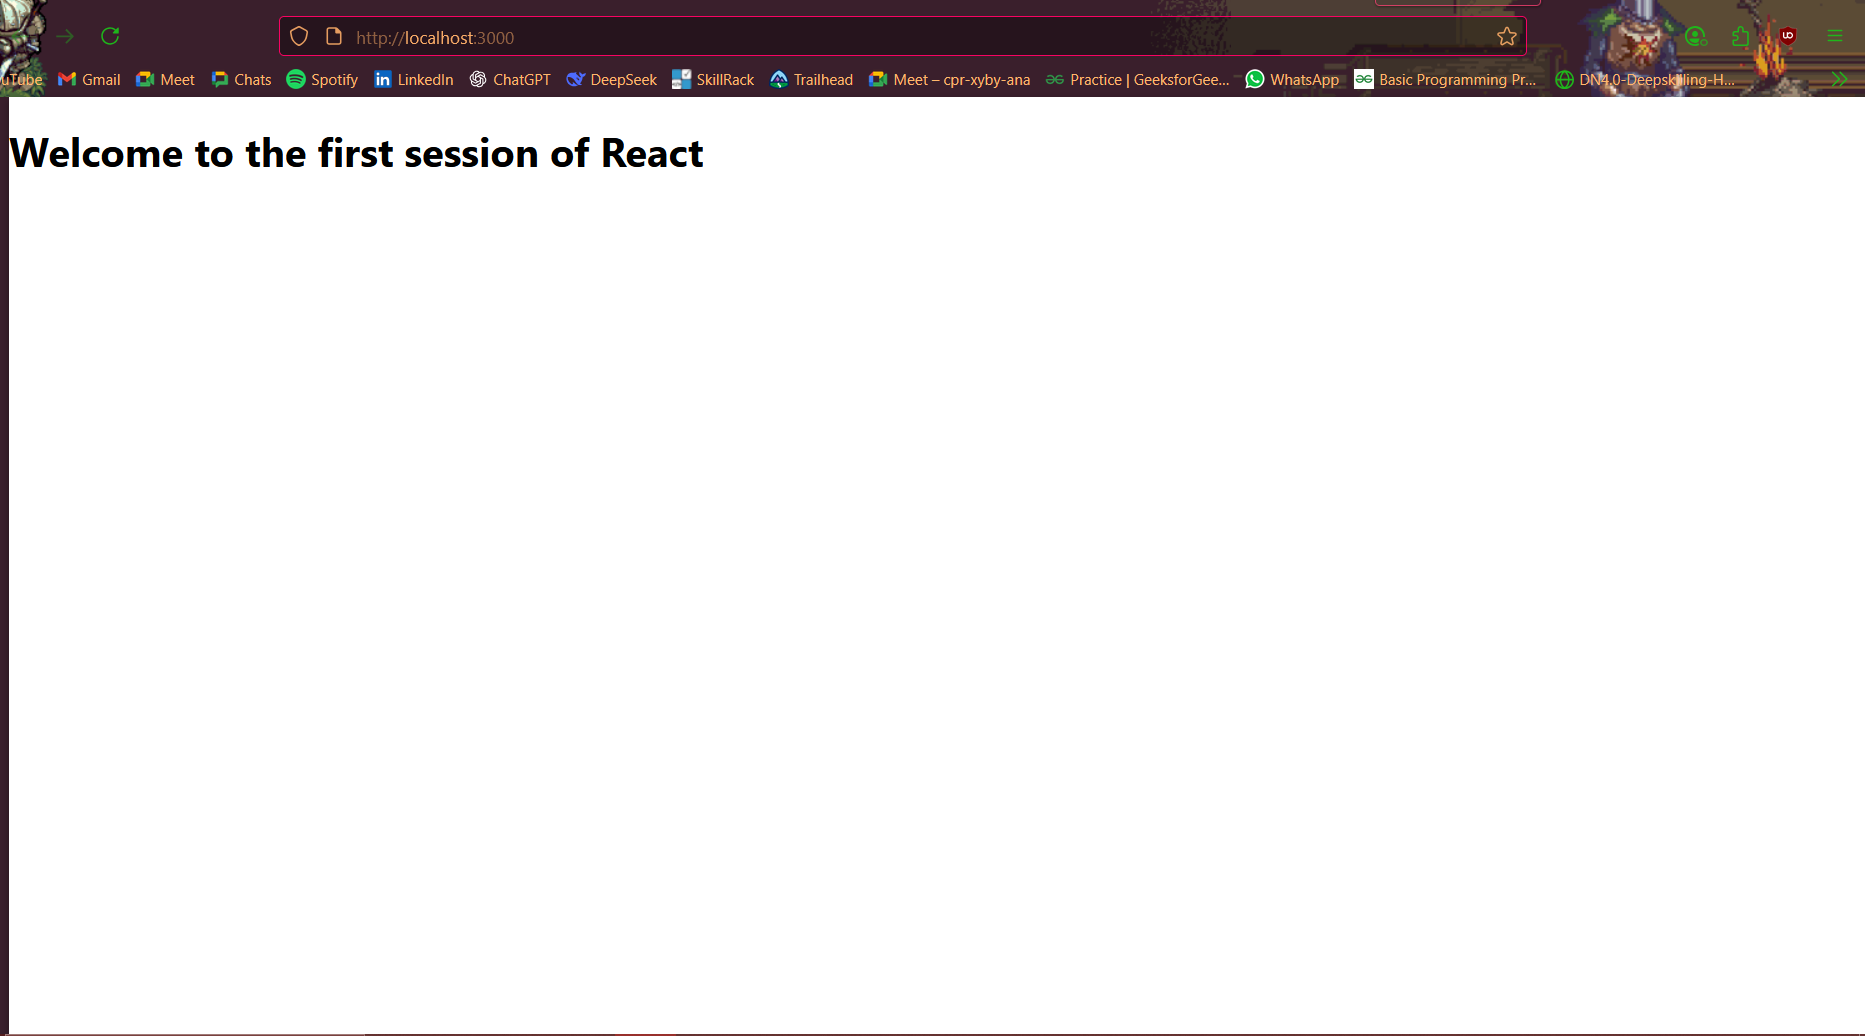 http://localhost:3000
uTube Gmail Meet Chats Spotify LinkedIn ChatGPT DeepSeek SkillRack Trailhead Meet – cpr-xyby-ana Practice | GeeksforGee... WhatsApp Basic Programming Pr... DN4.0-Deepskilling-H...
Welcome to the first session of React